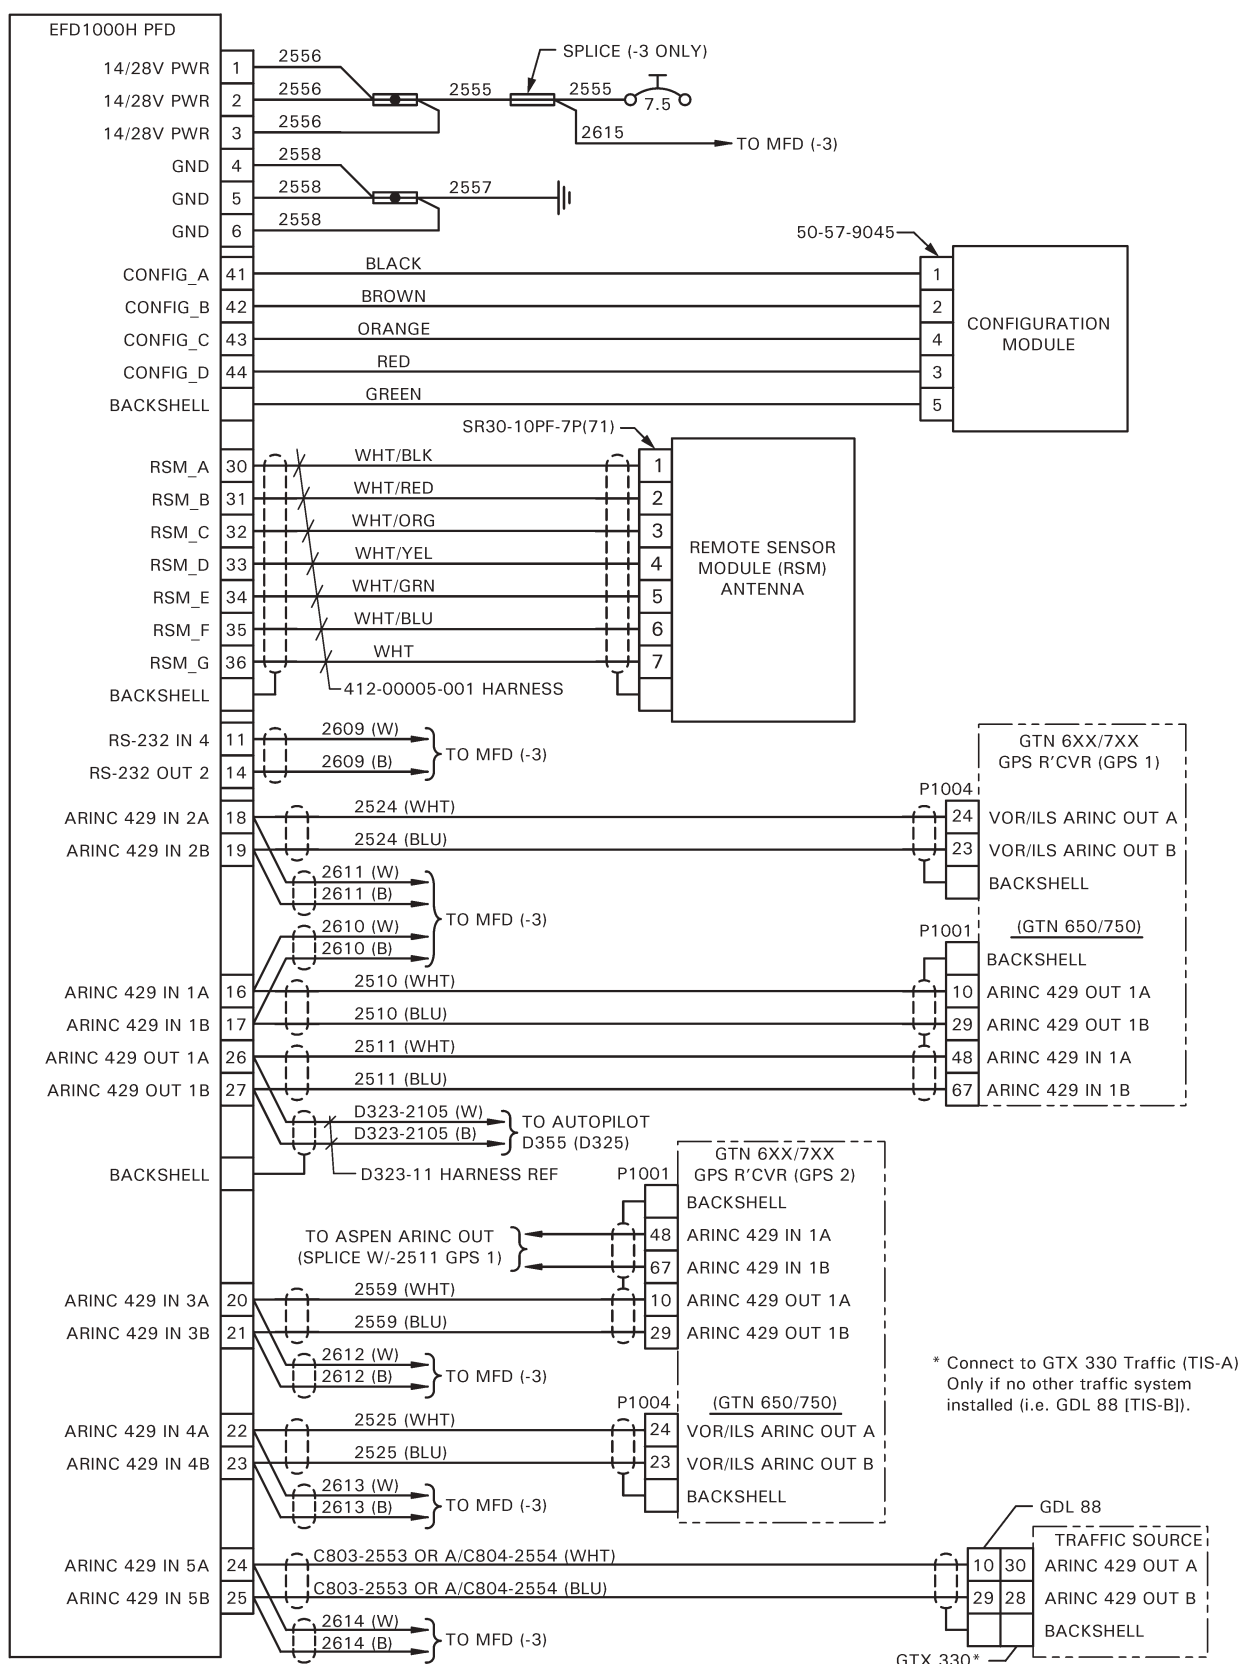 EFD1000H PFD
14/28V PWR 1 2556
SPLICE (-3 ONLY)
14/28V PWR 2 2556 2555 2555 7.5
14/28V PWR 3 2556 2615 TO MFD (-3)
GND 4 2558
GND 5 2558 2557
GND 6 2558
50-57-9045
CONFIG_A 41 BLACK 1
CONFIG_B 42 BROWN 2
CONFIG_C 43 ORANGE 4
CONFIG_D 44 RED 3
BACKSHELL GREEN 5
CONFIGURATION
MODULE
SR30-10PF-7P(71)
RSM_A 30 WHT/BLK 1
RSM_B 31 WHT/RED 2
RSM_C 32 WHT/ORG 3
RSM_D 33 WHT/YEL 4
RSM_E 34 WHT/GRN 5
RSM_F 35 WHT/BLU 6
RSM_G 36 WHT 7
BACKSHELL
412-00005-001 HARNESS
REMOTE SENSOR
MODULE (RSM)
ANTENNA
RS-232 IN 4 11 2609 (W)
RS-232 OUT 2 14 2609 (B)
TO MFD (-3)
GTN 6XX/7XX
GPS R'CVR (GPS 1)
P1004
ARINC 429 IN 2A 18 2524 (WHT) 24 VOR/ILS ARINC OUT A
ARINC 429 IN 2B 19 2524 (BLU) 23 VOR/ILS ARINC OUT B
BACKSHELL
2611 (W)
2611 (B)
TO MFD (-3)
2610 (W)
2610 (B)
(GTN 650/750)
P1001
BACKSHELL
ARINC 429 IN 1A 16 2510 (WHT) 10 ARINC 429 OUT 1A
ARINC 429 IN 1B 17 2510 (BLU) 29 ARINC 429 OUT 1B
ARINC 429 OUT 1A 26 2511 (WHT) 48 ARINC 429 IN 1A
ARINC 429 OUT 1B 27 2511 (BLU) 67 ARINC 429 IN 1B
D323-2105 (W)
D323-2105 (B)
TO AUTOPILOT
D355 (D325)
BACKSHELL
D323-11 HARNESS REF
GTN 6XX/7XX
GPS R'CVR (GPS 2)
P1001
BACKSHELL
TO ASPEN ARINC OUT
(SPLICE W/-2511 GPS 1)
48 ARINC 429 IN 1A
67 ARINC 429 IN 1B
ARINC 429 IN 3A 20 2559 (WHT) 10 ARINC 429 OUT 1A
ARINC 429 IN 3B 21 2559 (BLU) 29 ARINC 429 OUT 1B
2612 (W)
2612 (B)
TO MFD (-3)
* Connect to GTX 330 Traffic (TIS-A)
Only if no other traffic system
installed (i.e. GDL 88 [TIS-B]).
P1004
(GTN 650/750)
ARINC 429 IN 4A 22 2525 (WHT) 24 VOR/ILS ARINC OUT A
ARINC 429 IN 4B 23 2525 (BLU) 23 VOR/ILS ARINC OUT B
BACKSHELL
2613 (W)
2613 (B)
TO MFD (-3)
GDL 88
TRAFFIC SOURCE
ARINC 429 IN 5A 24 C803-2553 OR A/C804-2554 (WHT) 10 30 ARINC 429 OUT A
ARINC 429 IN 5B 25 C803-2553 OR A/C804-2554 (BLU) 29 28 ARINC 429 OUT B
BACKSHELL
2614 (W)
2614 (B)
TO MFD (-3)
GTX 330*